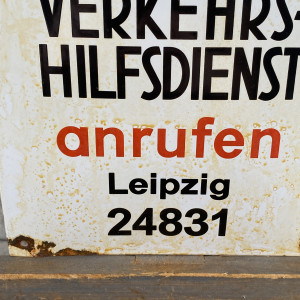 VERKEHRS-
HILFSDIENST
anrufen
Leipzig
24831